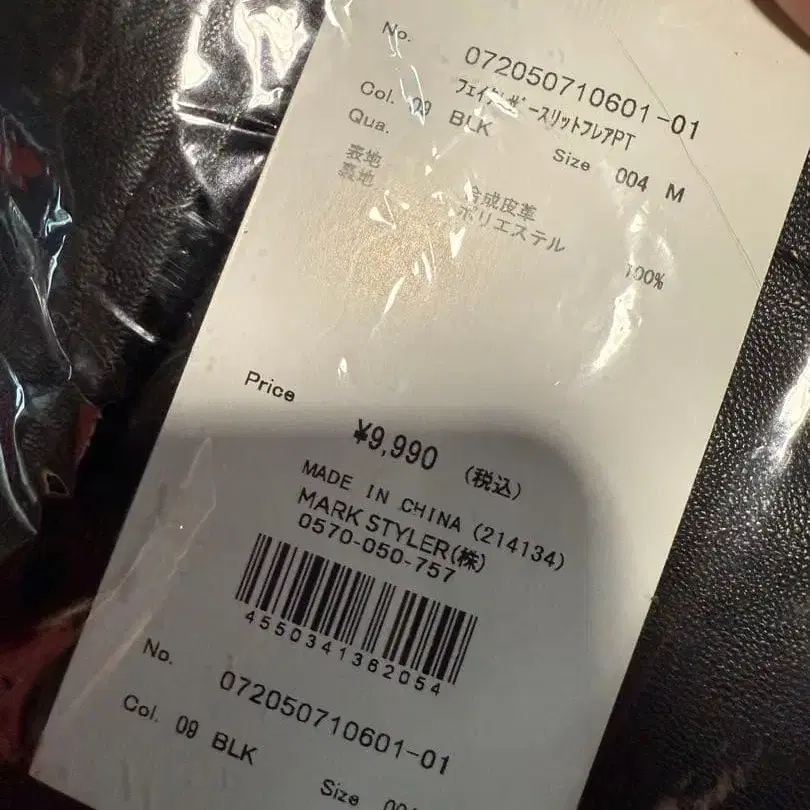 No. 072050710601-01
フェイクレザースリットフレアPT
Col. 09 BLK Size 004 M
Qua.
表地 合成皮革
裏地 ポリエステル 100%
Price ¥9,990 (税込)
MADE IN CHINA (214134)
MARK STYLER(株)
0570-050-757
4550341362054
No. 072050710601-01
Col. 09 BLK Size